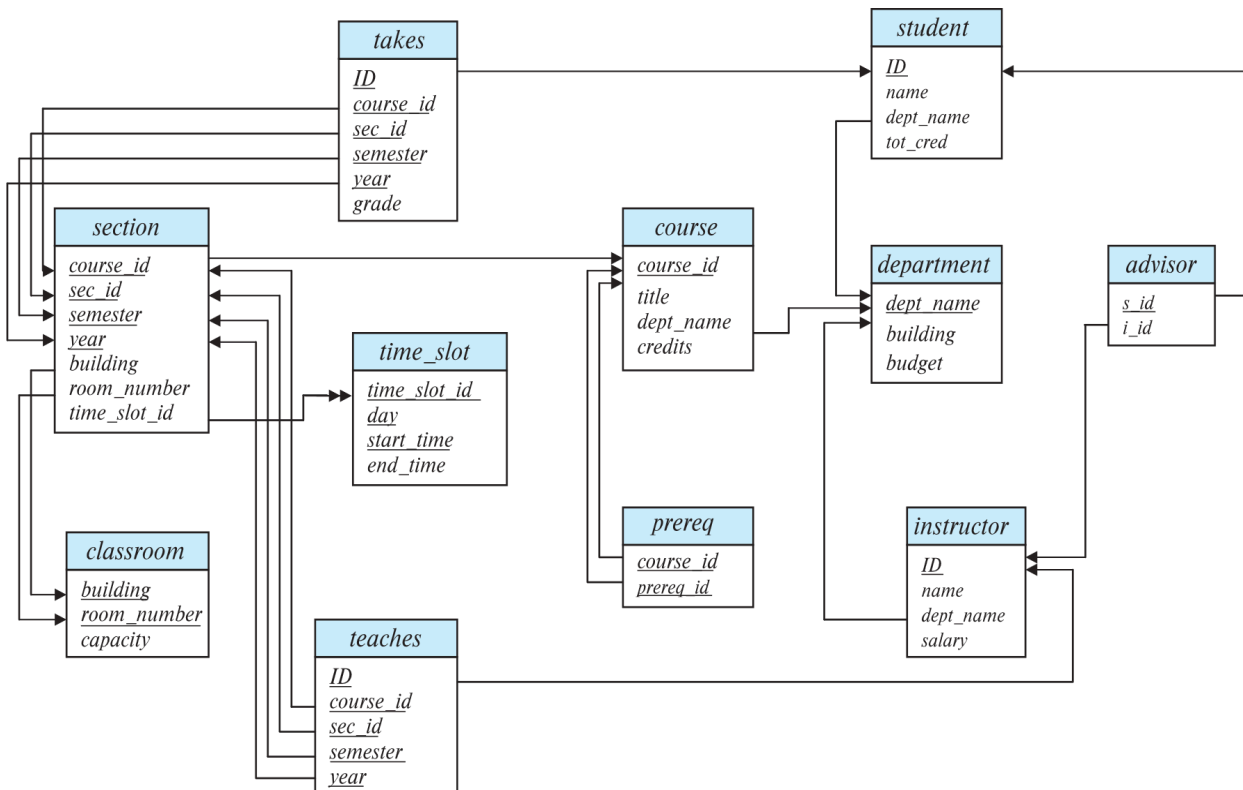 takes
ID
course_id
sec_id
semester
year
grade
student
ID
name
dept_name
tot_cred
section
course_id
sec_id
semester
year
building
room_number
time_slot_id
course
course_id
title
dept_name
credits
department
dept_name
building
budget
advisor
s_id
i_id
time_slot
time_slot_id
day
start_time
end_time
classroom
building
room_number
capacity
prereq
course_id
prereq_id
instructor
ID
name
dept_name
salary
teaches
ID
course_id
sec_id
semester
year